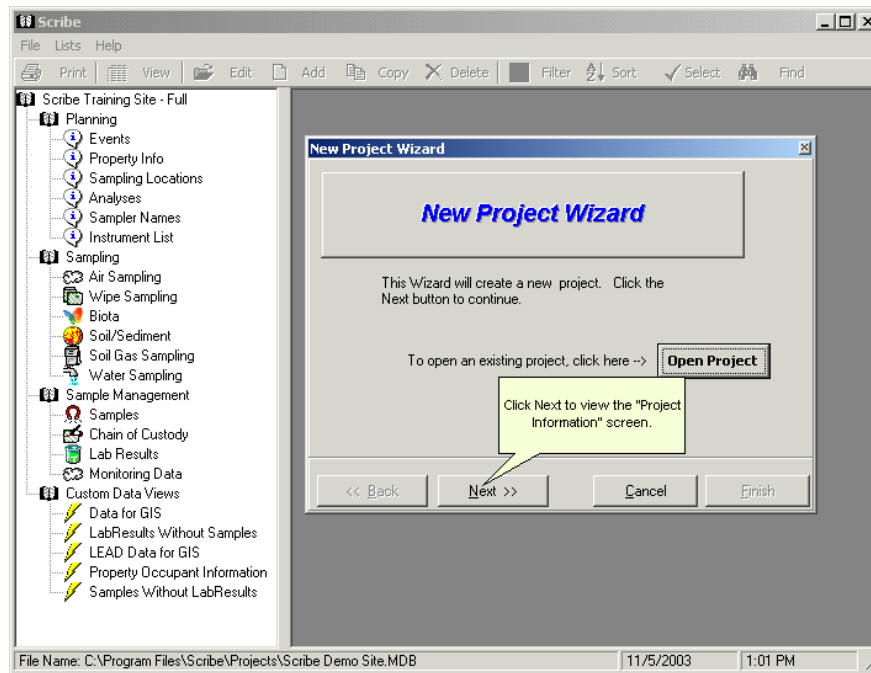 Scribe
File Lists Help
Print View Edit Add Copy Delete Filter Sort Select Find
Scribe Training Site - Full
Planning
Events
Property Info
Sampling Locations
Analyses
Sampler Names
Instrument List
Sampling
Air Sampling
Wipe Sampling
Biota
Soil/Sediment
Soil Gas Sampling
Water Sampling
Sample Management
Samples
Chain of Custody
Lab Results
Monitoring Data
Custom Data Views
Data for GIS
LabResults Without Samples
LEAD Data for GIS
Property Occupant Information
Samples Without LabResults
New Project Wizard
New Project Wizard
This Wizard will create a new project. Click the
Next button to continue.
To open an existing project, click here --> Open Project
Click Next to view the "Project
Information" screen.
<< Back Next >> Cancel Finish
File Name: C:\Program Files\Scribe\Projects\Scribe Demo Site.MDB 11/5/2003 1:01 PM